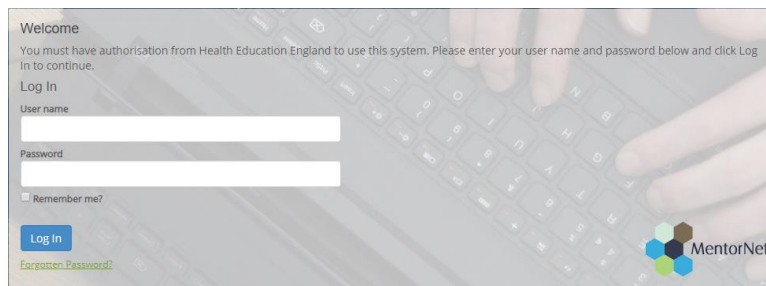 Welcome
You must have authorisation from Health Education England to use this system. Please enter your user name and password below and click Log
In to continue.
Log In
User name
Password
Remember me?
Log In
Forgotten Password?
MentorNet